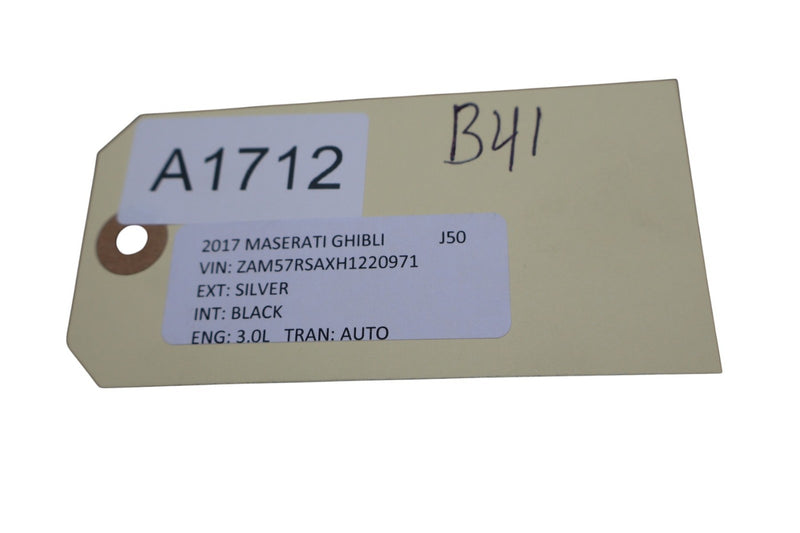 B41
A1712
2017 MASERATI GHIBLI J50
VIN: ZAM57RSAXH1220971
EXT: SILVER
INT: BLACK
ENG: 3.0L TRAN: AUTO